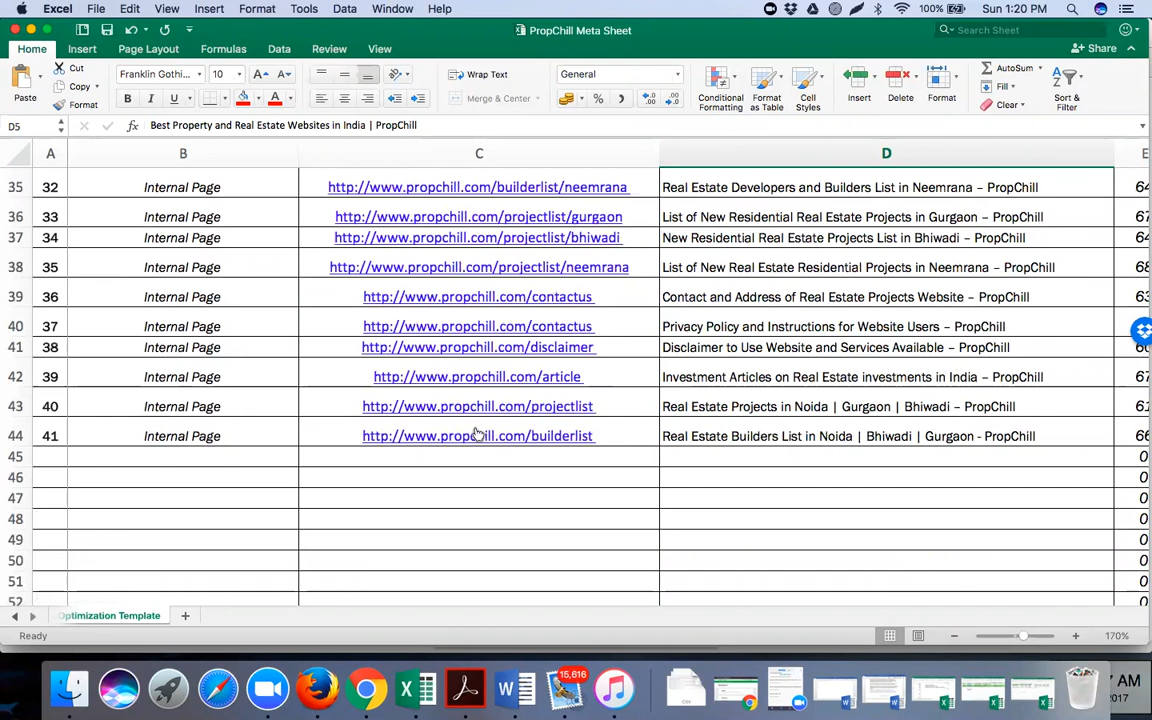 Excel File Edit View Insert Format Tools Data Window Help 100% Sun 1:20 PM
PropChill Meta Sheet Search Sheet
Home Insert Page Layout Formulas Data Review View Share
Paste Cut Copy Format Franklin Gothi... 10 Wrap Text General Conditional Formatting Format as Table Cell Styles Insert Delete Format AutoSum Fill Clear Sort & Filter
B I U A Merge & Center %
D5 fx Best Property and Real Estate Websites in India | PropChill
A B C D E
35 32 Internal Page http://www.propchill.com/builderlist/neemrana Real Estate Developers and Builders List in Neemrana – PropChill 64
36 33 Internal Page http://www.propchill.com/projectlist/gurgaon List of New Residential Real Estate Projects in Gurgaon – PropChill 67
37 34 Internal Page http://www.propchill.com/projectlist/bhiwadi New Residential Real Estate Projects List in Bhiwadi – PropChill 64
38 35 Internal Page http://www.propchill.com/projectlist/neemrana List of New Real Estate Residential Projects in Neemrana – PropChill 68
39 36 Internal Page http://www.propchill.com/contactus Contact and Address of Real Estate Projects Website – PropChill 63
40 37 Internal Page http://www.propchill.com/contactus Privacy Policy and Instructions for Website Users – PropChill
41 38 Internal Page http://www.propchill.com/disclaimer Disclaimer to Use Website and Services Available – PropChill
42 39 Internal Page http://www.propchill.com/article Investment Articles on Real Estate investments in India – PropChill 67
43 40 Internal Page http://www.propchill.com/projectlist Real Estate Projects in Noida | Gurgaon | Bhiwadi – PropChill 61
44 41 Internal Page http://www.propchill.com/builderlist Real Estate Builders List in Noida | Bhiwadi | Gurgaon - PropChill 66
45 0
46 0
47 0
48 0
49 0
50 0
51 0
52 0
Optimization Template
Ready 170%
15,616
7 AM
2017